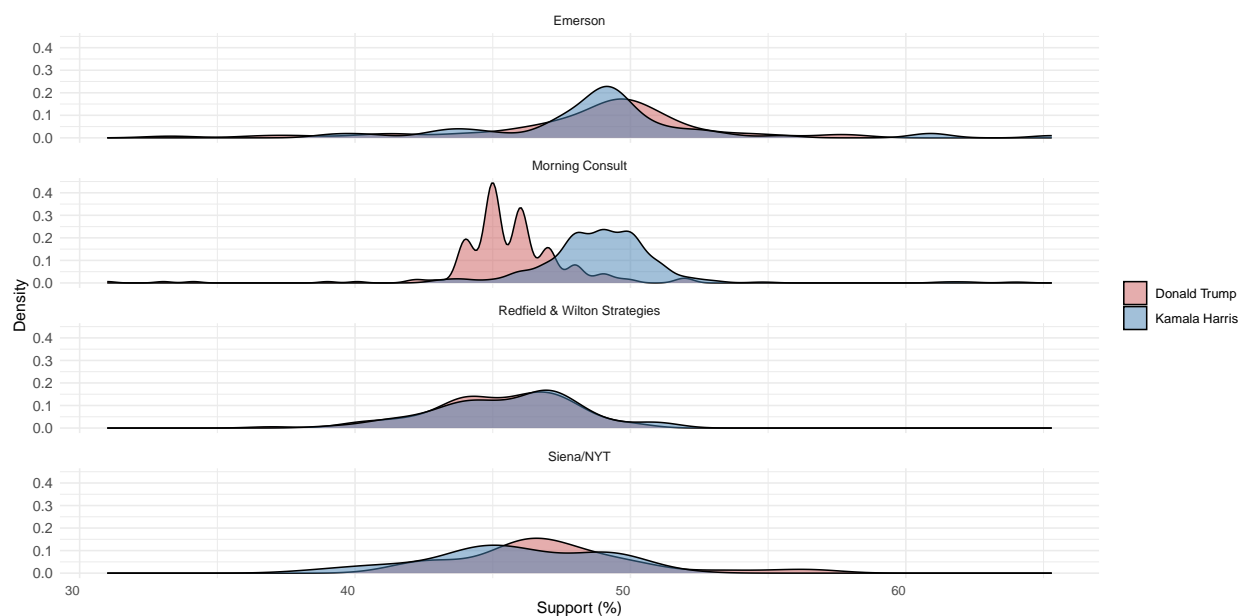 Emerson
0.4
0.3
0.2
0.1
0.0
Morning Consult
0.4
0.3
0.2
0.1
0.0
Density
Donald Trump
Kamala Harris
Redfield & Wilton Strategies
0.4
0.3
0.2
0.1
0.0
Siena/NYT
0.4
0.3
0.2
0.1
0.0
30 40 50 60
Support (%)